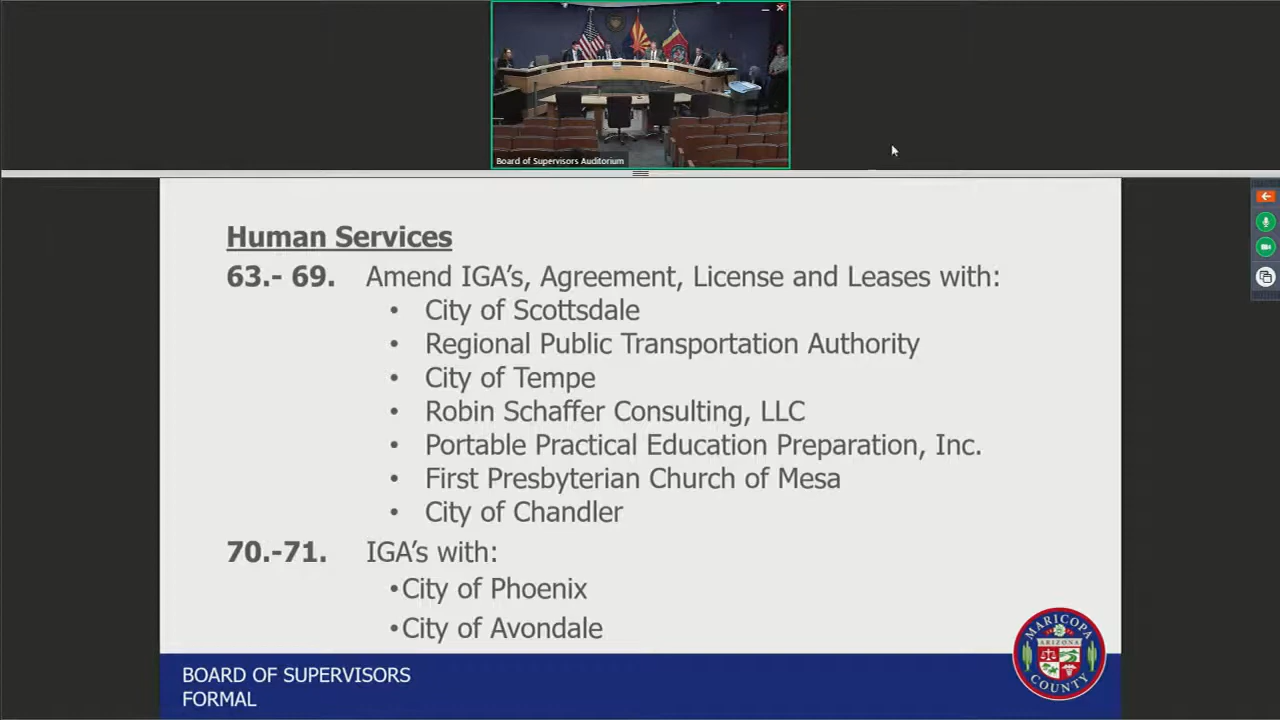 Board of Supervisors Auditorium
Human Services
63.- 69. Amend IGA's, Agreement, License and Leases with:
• City of Scottsdale
• Regional Public Transportation Authority
• City of Tempe
• Robin Schaffer Consulting, LLC
• Portable Practical Education Preparation, Inc.
• First Presbyterian Church of Mesa
• City of Chandler
70.-71. IGA's with:
•City of Phoenix
•City of Avondale
BOARD OF SUPERVISORS
FORMAL
MARICOPA
ARIZONA
COUNTY